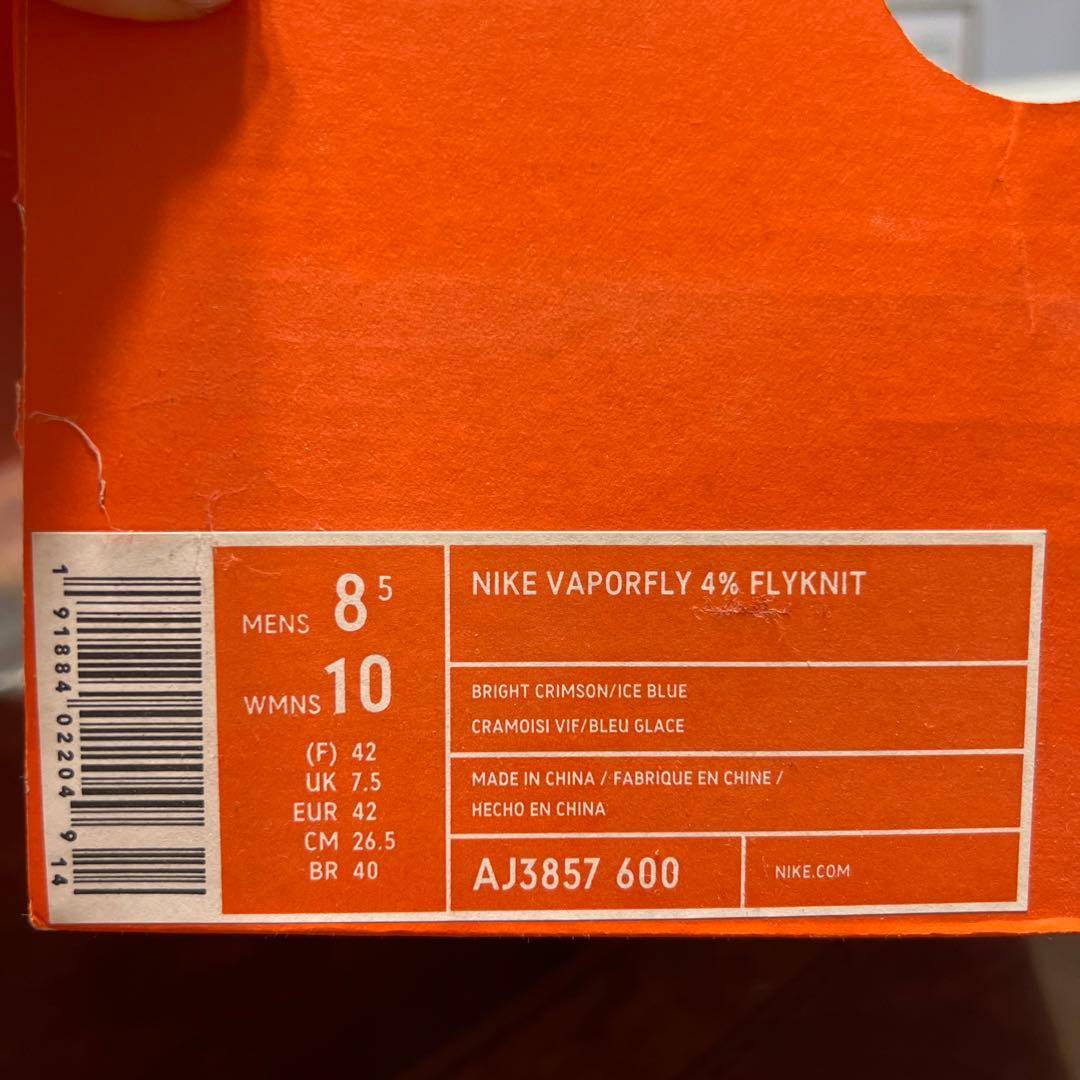 1 91884 02204 9 14
MENS 8 5
WMNS 10
(F) 42
UK 7.5
EUR 42
CM 26.5
BR 40
NIKE VAPORFLY 4% FLYKNIT
BRIGHT CRIMSON/ICE BLUE
CRAMOISI VIF/BLEU GLACE
MADE IN CHINA / FABRIQUE EN CHINE /
HECHO EN CHINA
AJ3857 600
NIKE.COM